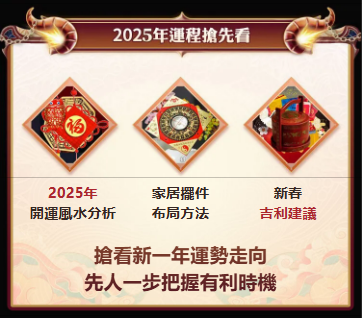 2025年運程搶先看
福
2025年
開運風水分析
家居擺件
布局方法
新春
吉利建議
搶看新一年運勢走向
先人一步把握有利時機